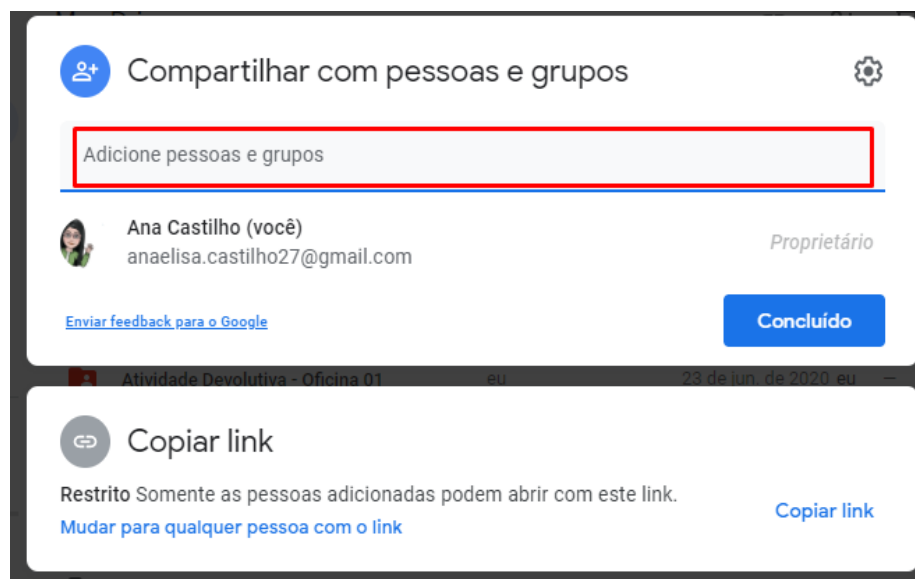 Compartilhar com pessoas e grupos
Adicione pessoas e grupos
Ana Castilho (você)
anaelisa.castilho27@gmail.com
Proprietário
Enviar feedback para o Google
Concluído
Atividade Devolutiva - Oficina 01 eu 23 de jun. de 2020 eu —
Copiar link
Restrito Somente as pessoas adicionadas podem abrir com este link.
Mudar para qualquer pessoa com o link
Copiar link